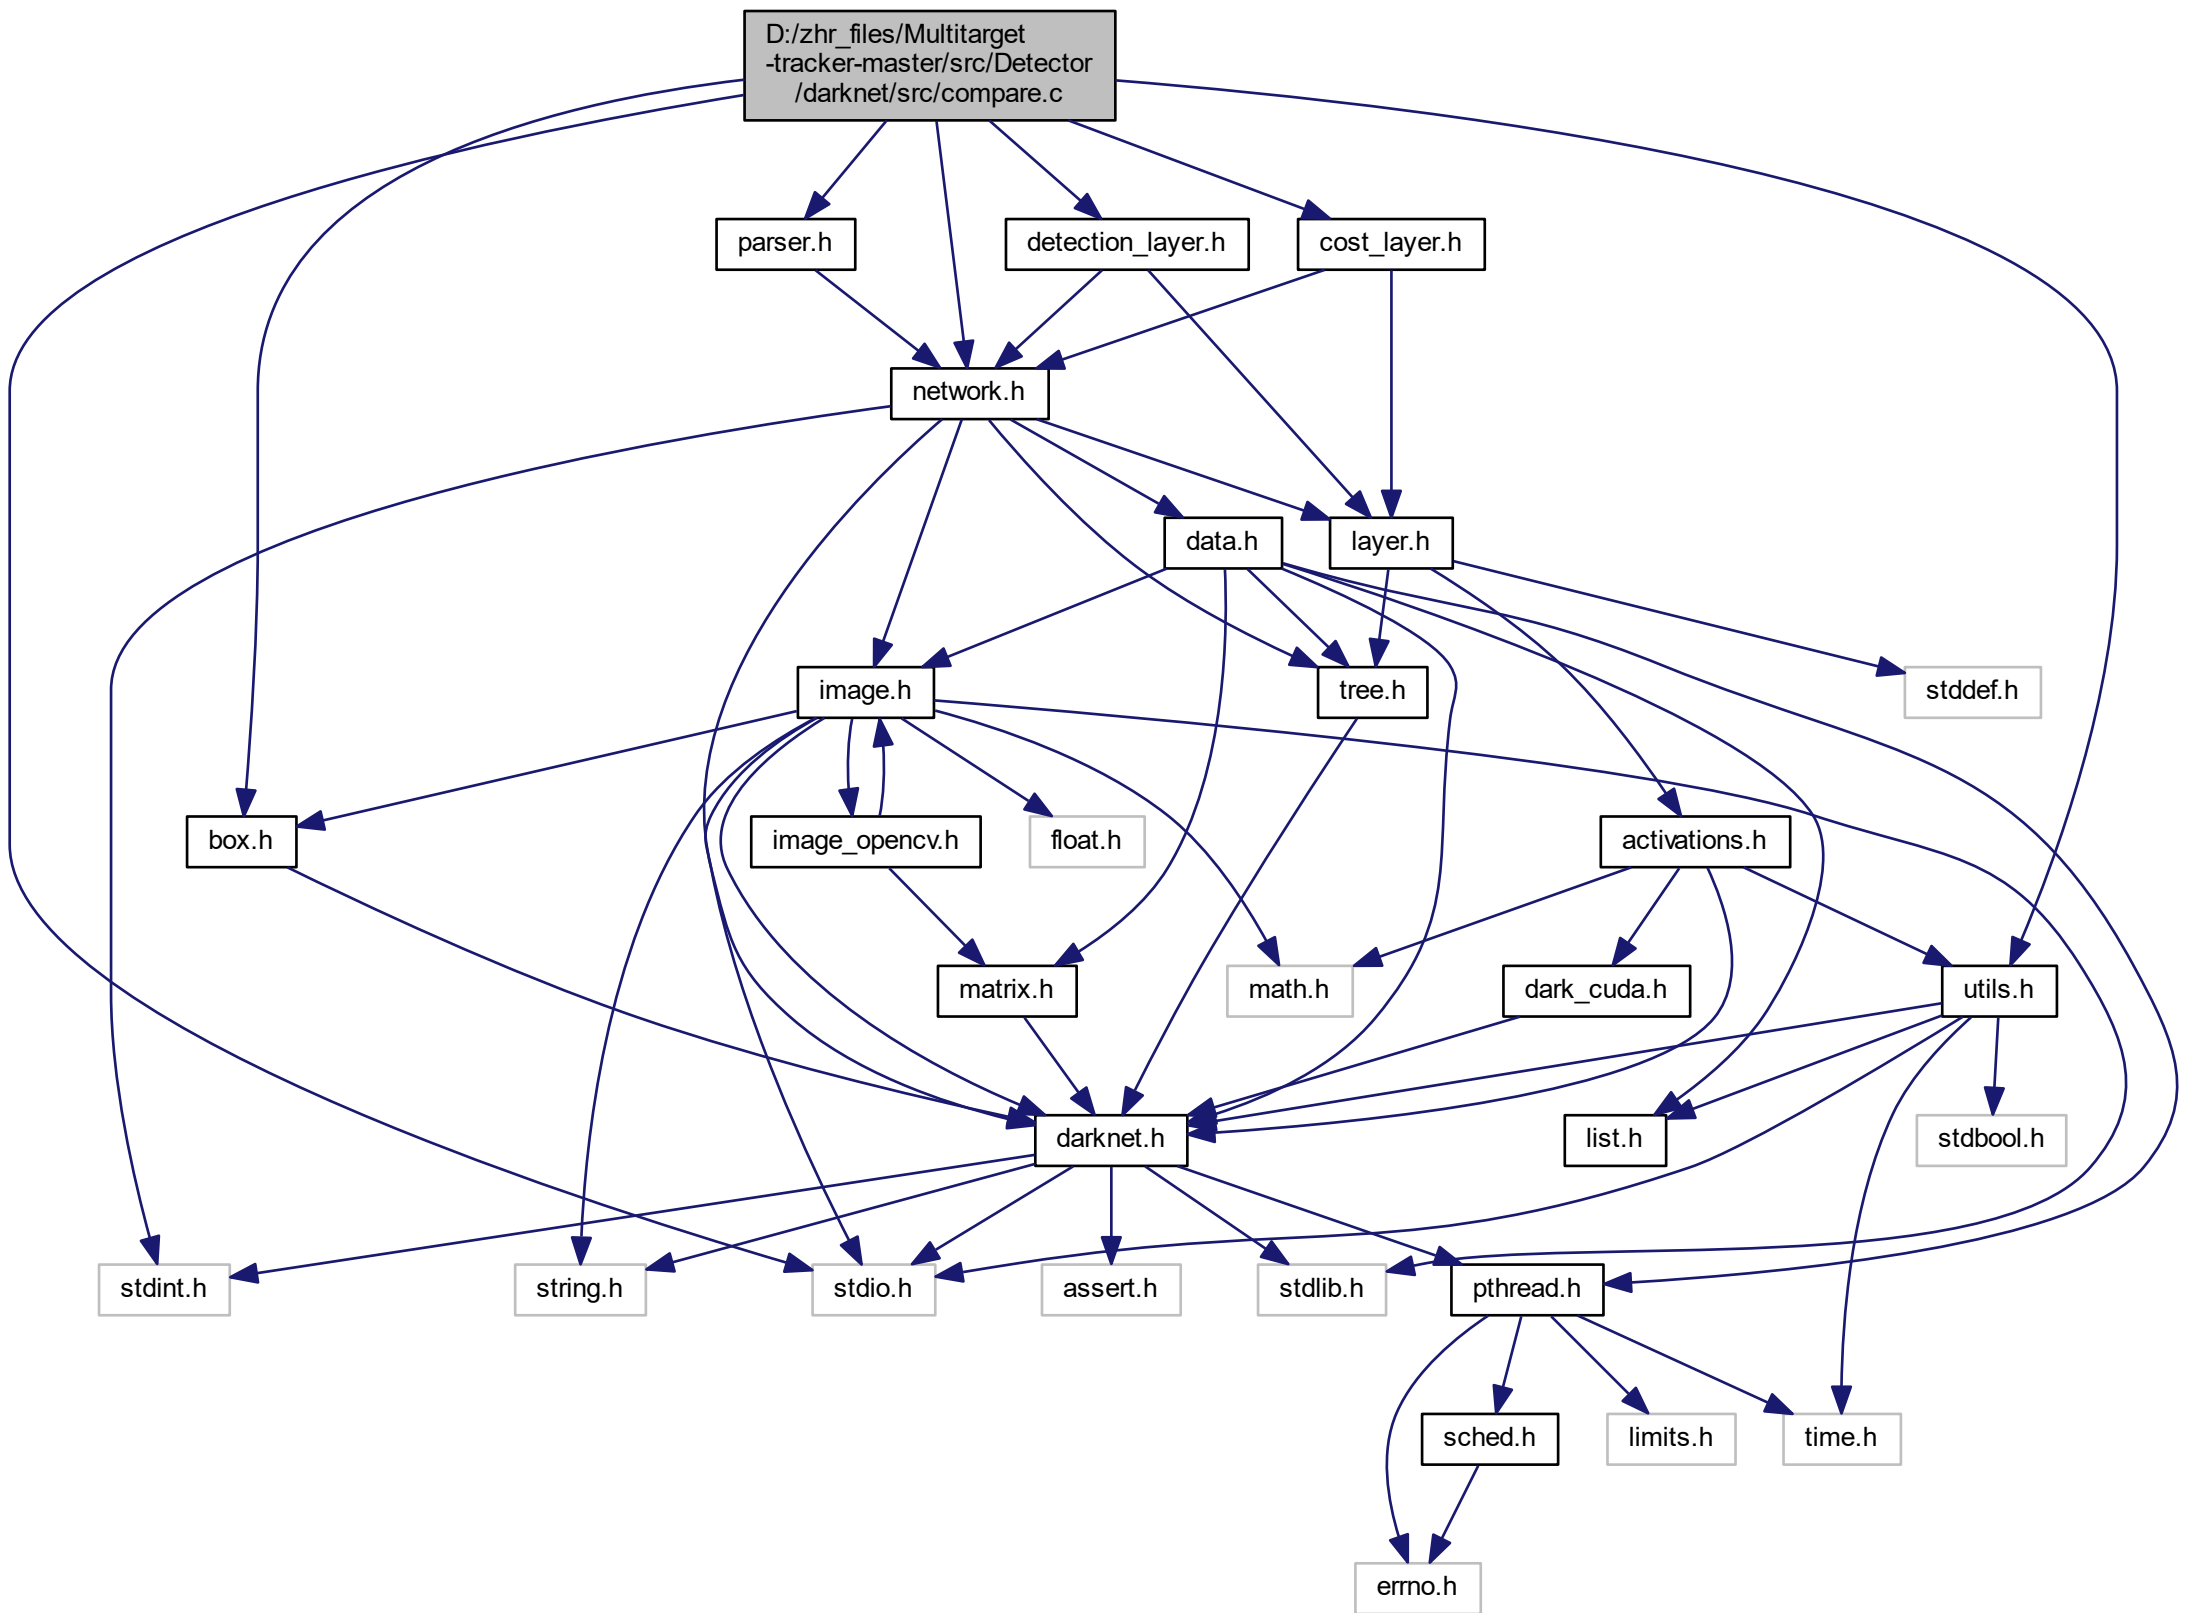 D:/zhr_files/Multitarget
-tracker-master/src/Detector
/darknet/src/compare.c
parser.h
detection_layer.h
cost_layer.h
network.h
data.h
layer.h
image.h
tree.h
stddef.h
box.h
image_opencv.h
float.h
activations.h
matrix.h
math.h
dark_cuda.h
utils.h
darknet.h
list.h
stdbool.h
stdint.h
string.h
stdio.h
assert.h
stdlib.h
pthread.h
sched.h
limits.h
time.h
errno.h